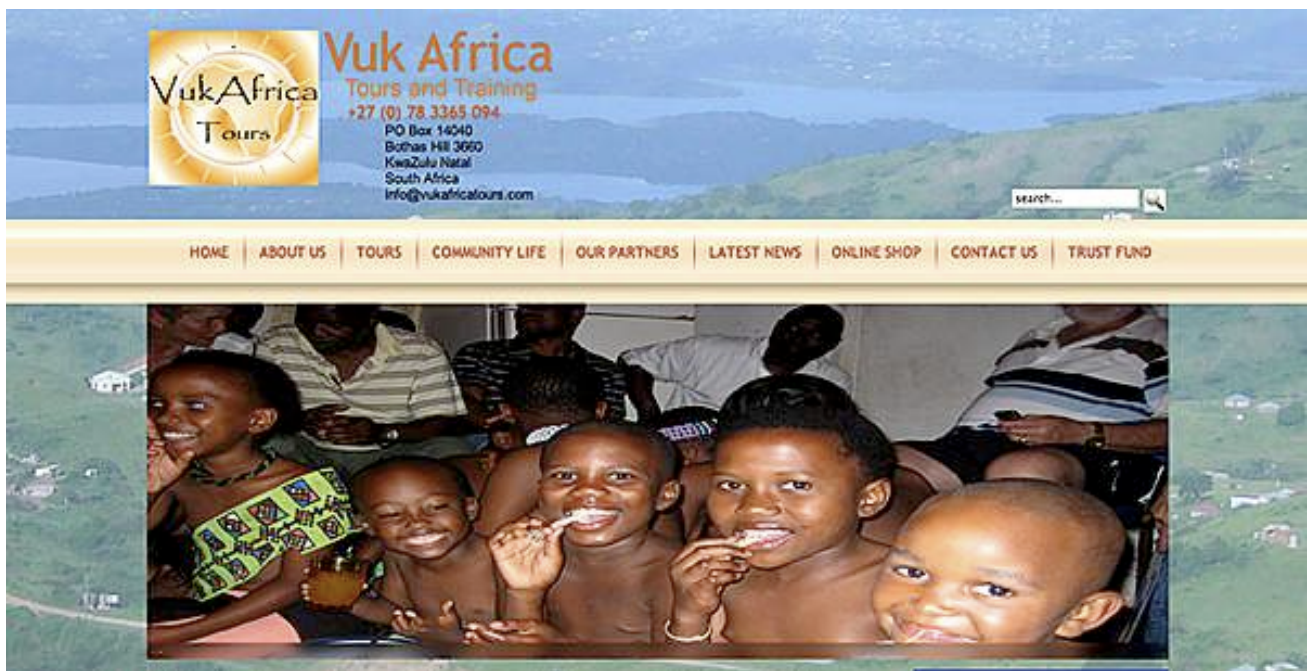 VukAfrica
Tours
Vuk Africa
Tours and Training
+27 (0) 78 3365 094
PO Box 14040
Bothas Hill 3660
KwaZulu Natal
South Africa
info@vukafricatours.com
search...
HOME
ABOUT US
TOURS
COMMUNITY LIFE
OUR PARTNERS
LATEST NEWS
ONLINE SHOP
CONTACT US
TRUST FUND